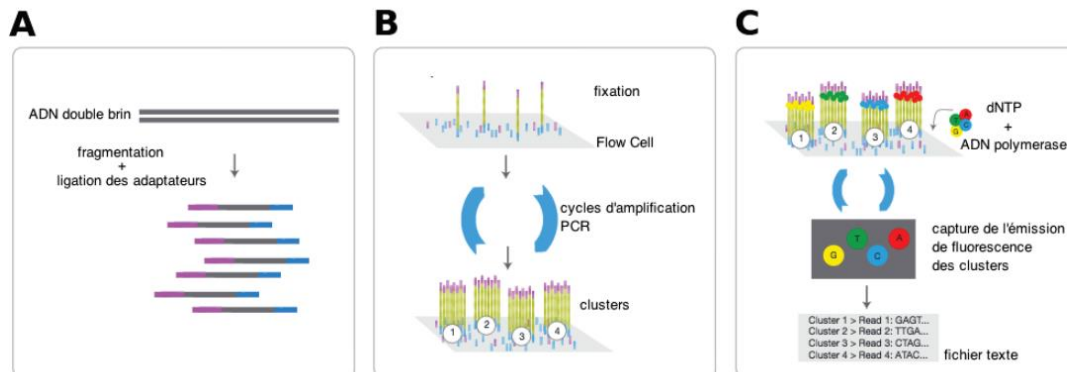 A
ADN double brin
fragmentation
+
ligation des adaptateurs
B
fixation
Flow Cell
cycles d'amplification
PCR
clusters
1
2
3
4
C
1
2
3
4
dNTP
+
ADN polymerase
T
A
G
C
G
T
C
A
capture de l'émission
de fluorescence
des clusters
Cluster 1 > Read 1: GAGT...
Cluster 2 > Read 2: TTGA...
Cluster 3 > Read 3: CTAG...
Cluster 4 > Read 4: ATAC...
fichier texte